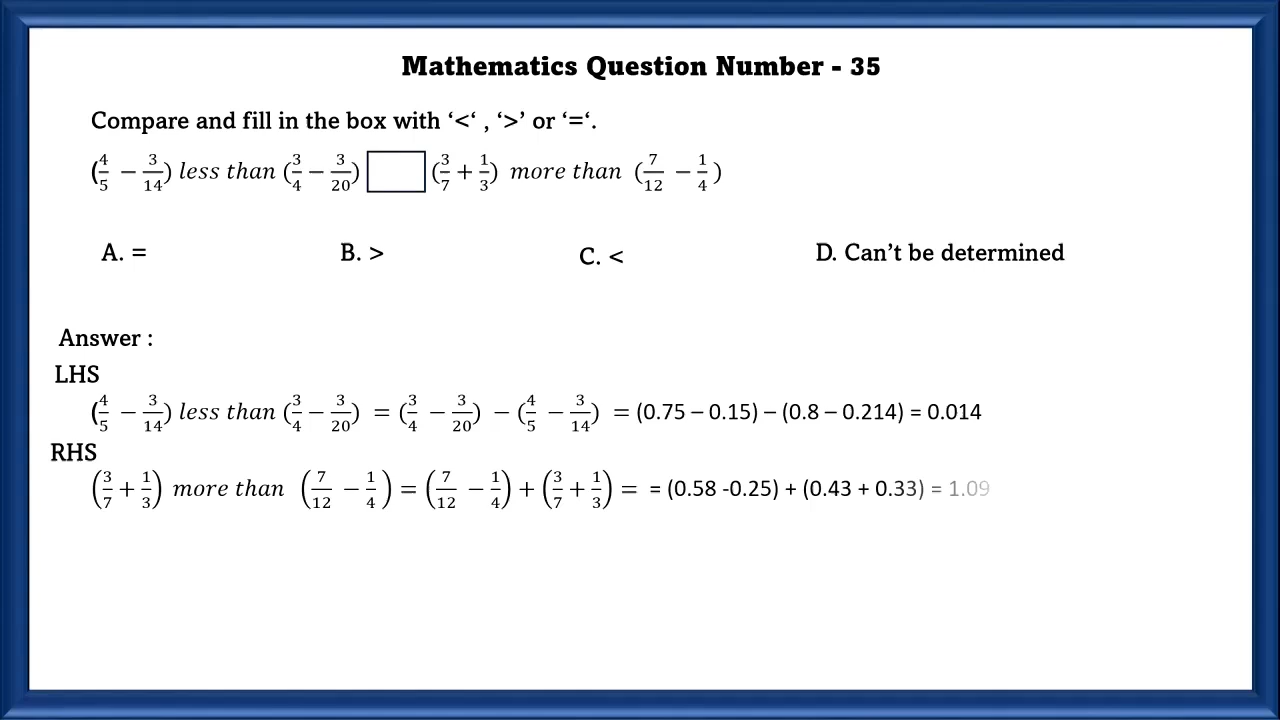 Mathematics Question Number - 35
Compare and fill in the box with ‘<‘ , ‘>’ or ‘=‘.
(4/5 − 3/14) less than (3/4 − 3/20) (3/7 + 1/3) more than (7/12 − 1/4)
A. = B. > C. < D. Can’t be determined
Answer :
LHS
(4/5 − 3/14) less than (3/4 − 3/20) = (3/4 − 3/20) − (4/5 − 3/14) = (0.75 – 0.15) – (0.8 – 0.214) = 0.014
RHS
(3/7 + 1/3) more than (7/12 − 1/4) = (7/12 − 1/4) + (3/7 + 1/3) = = (0.58 -0.25) + (0.43 + 0.33) = 1.09